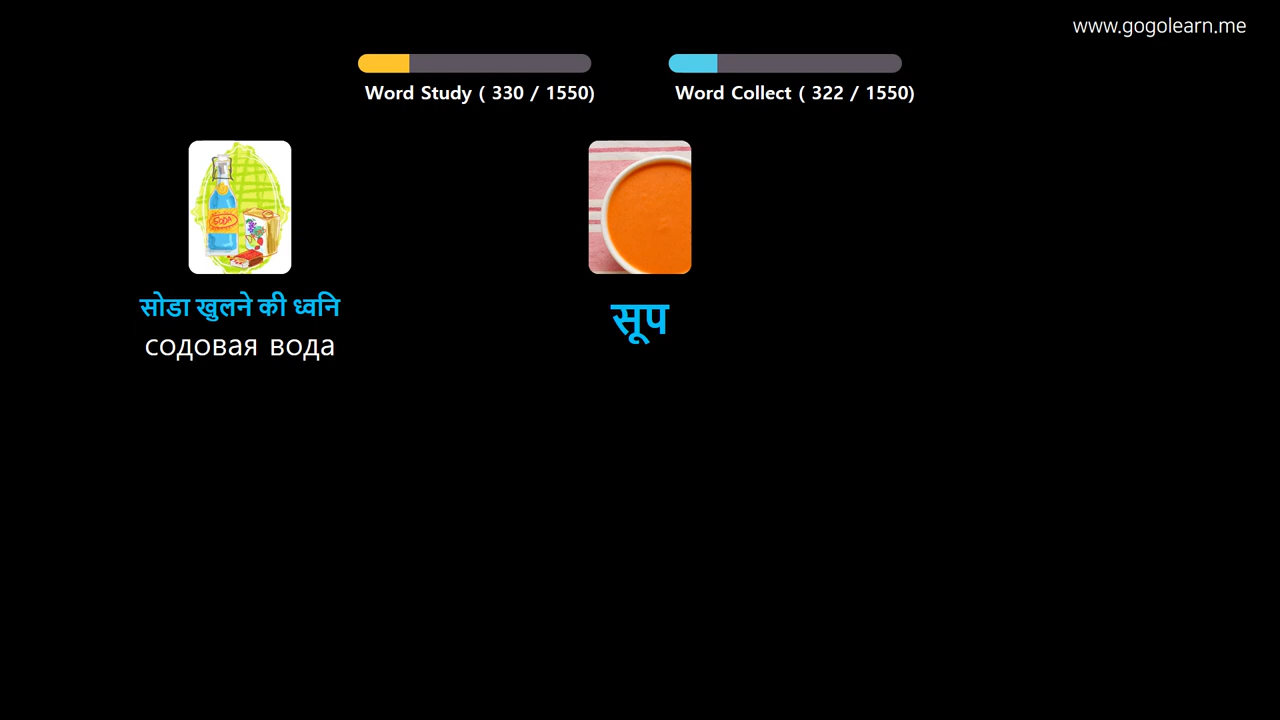 www.gogolearn.me
Word Study ( 330 / 1550)
Word Collect ( 322 / 1550)
सोडा खुलने की ध्वनि
содовая вода
सूप